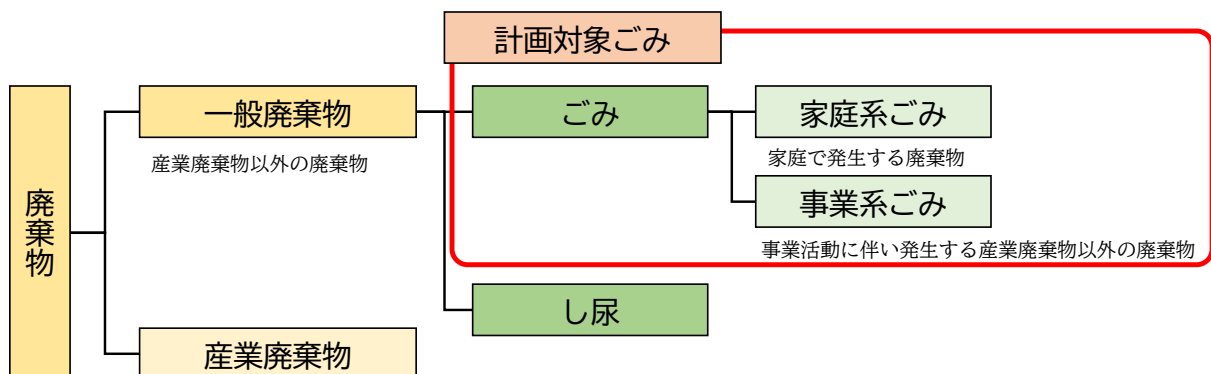 計画対象ごみ
一般廃棄物
ごみ
家庭系ごみ
産業廃棄物以外の廃棄物
家庭で発生する廃棄物
廃棄物
事業系ごみ
事業活動に伴い発生する産業廃棄物以外の廃棄物
し尿
産業廃棄物